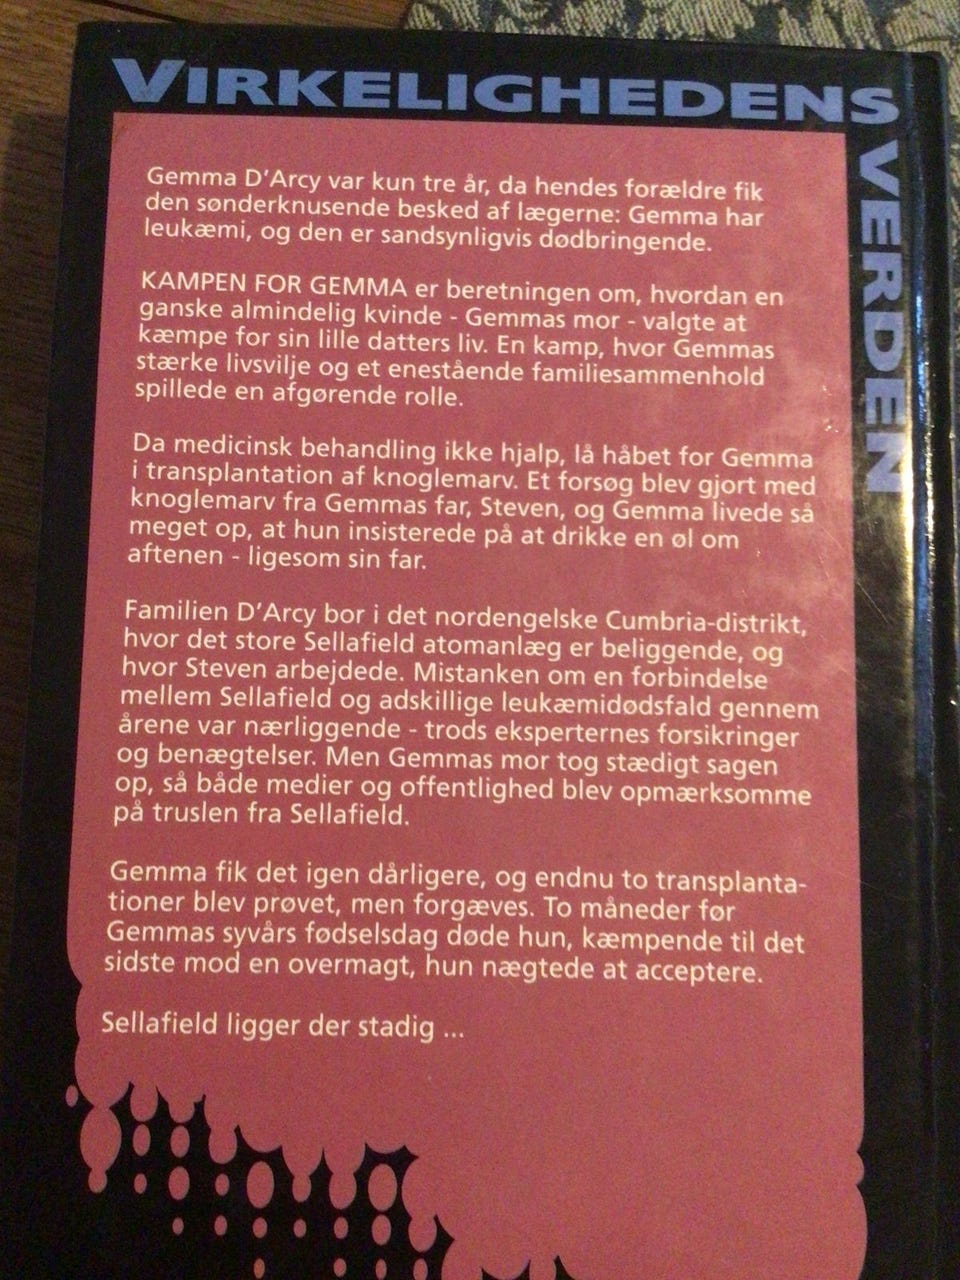 VIRKELIGHEDENS
VERDEN
Gemma D'Arcy var kun tre år, da hendes forældre fik
den sønderknusende besked af lægerne: Gemma har
leukæmi, og den er sandsynligvis dødbringende.
KAMPEN FOR GEMMA er beretningen om, hvordan en
ganske almindelig kvinde - Gemmas mor - valgte at
kæmpe for sin lille datters liv. En kamp, hvor Gemmas
stærke livsvilje og et enestående familiesammenhold
spillede en afgørende rolle.
Da medicinsk behandling ikke hjalp, lå håbet for Gemma
i transplantation af knoglemarv. Et forsøg blev gjort med
knoglemarv fra Gemmas far, Steven, og Gemma livede så
meget op, at hun insisterede på at drikke en øl om
aftenen - ligesom sin far.
Familien D'Arcy bor i det nordengelske Cumbria-distrikt,
hvor det store Sellafield atomanlæg er beliggende, og
hvor Steven arbejdede. Mistanken om en forbindelse
mellem Sellafield og adskillige leukæmidødsfald gennem
årene var nærliggende - trods eksperternes forsikringer
og benægtelser. Men Gemmas mor tog stædigt sagen
op, så både medier og offentlighed blev opmærksomme
på truslen fra Sellafield.
Gemma fik det igen dårligere, og endnu to transplanta-
tioner blev prøvet, men forgæves. To måneder før
Gemmas syvårs fødselsdag døde hun, kæmpende til det
sidste mod en overmagt, hun nægtede at acceptere.
Sellafield ligger der stadig ...